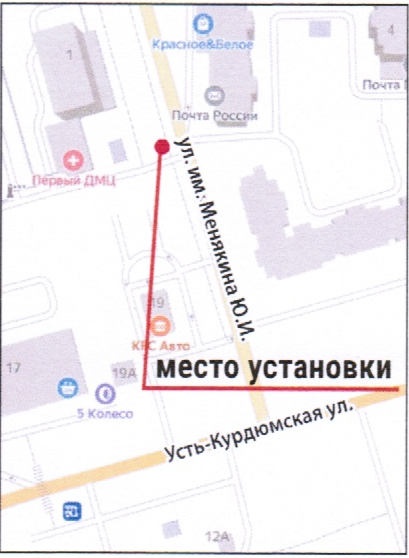 Красное&Белое
1
4
Почта
Почта России
ул. им. Менякина Ю.И.
Первый ДМЦ
19
КFC Авто
место установки
17
19А
5 Колесо
Усть-Курдюмская ул.
12А